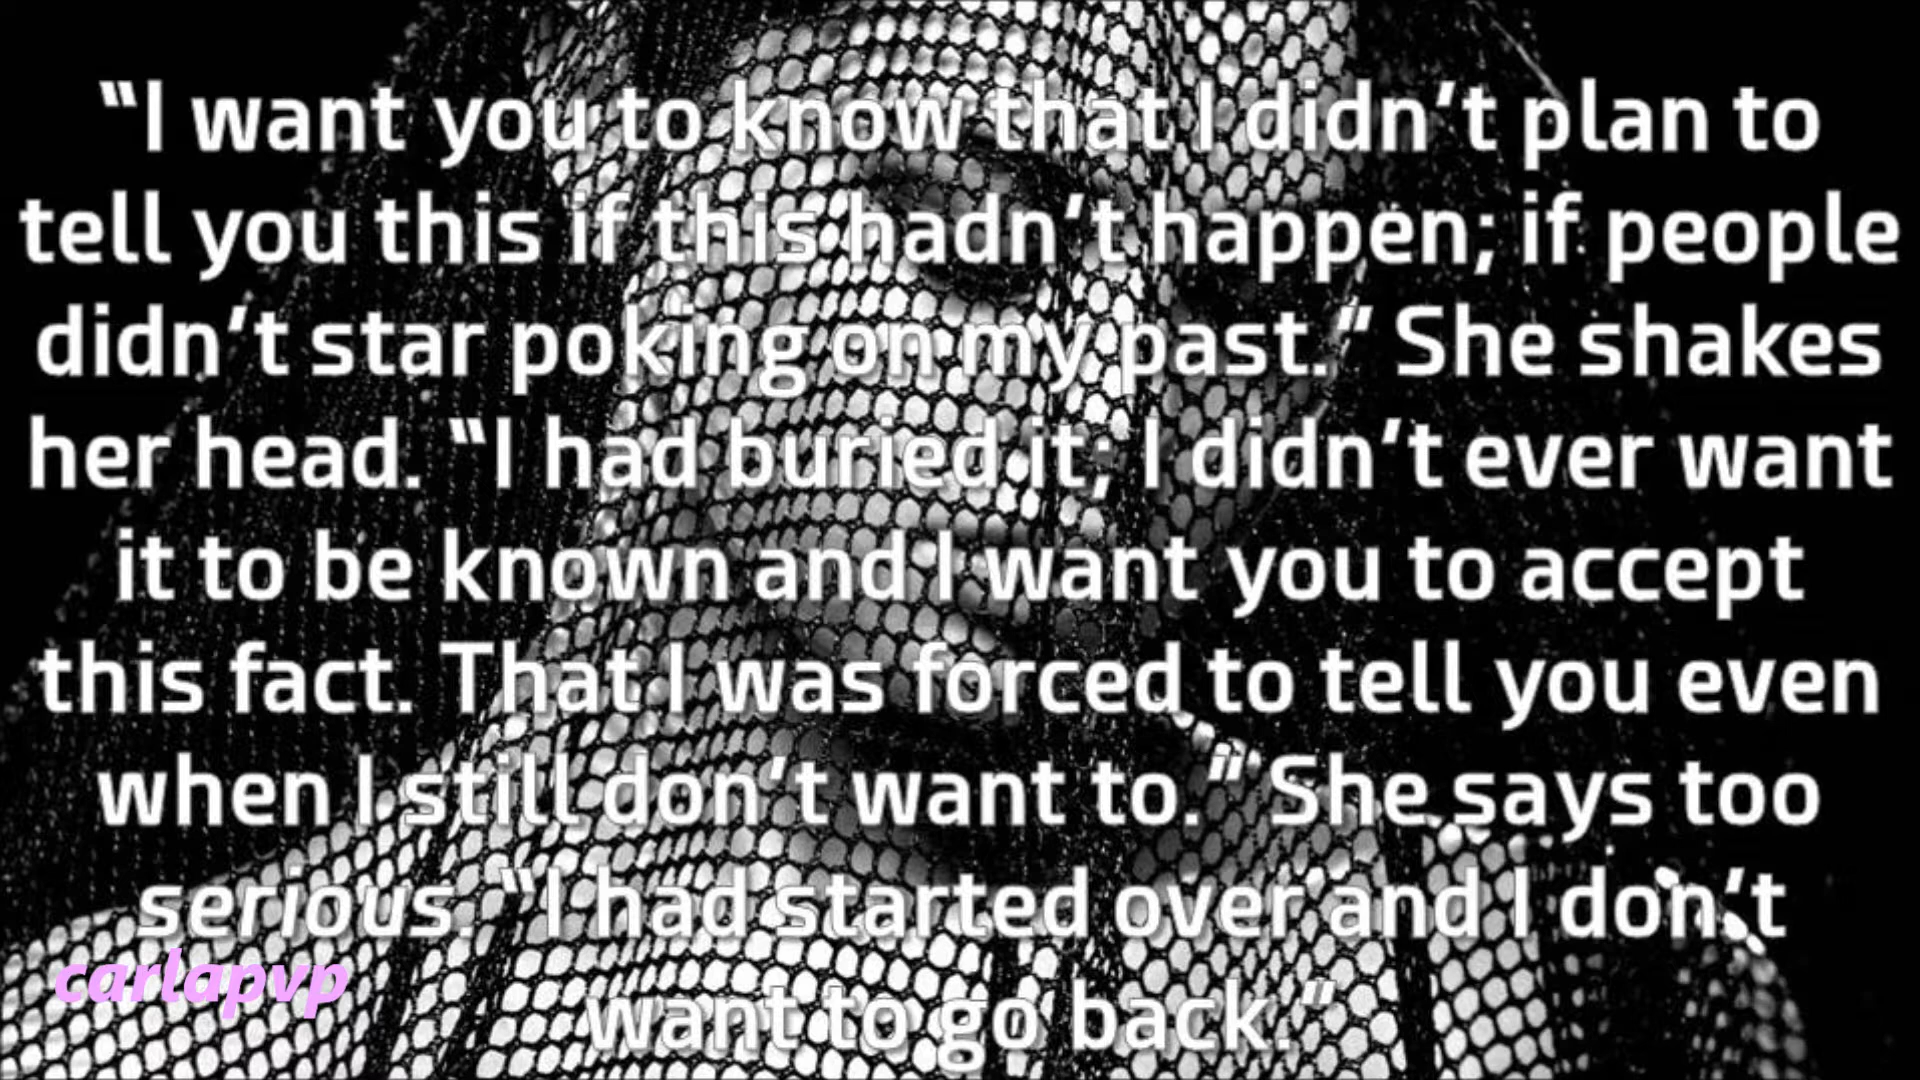 “I want you to know that I didn’t plan to
tell you this if this hadn’t happen; if people
didn’t star poking on my past.” She shakes
her head. “I had buried it; I didn’t ever want
it to be known and I want you to accept
this fact. That I was forced to tell you even
when I still don’t want to.” She says too
serious. “I had started over and I don’t
want to go back.”
carlapvp